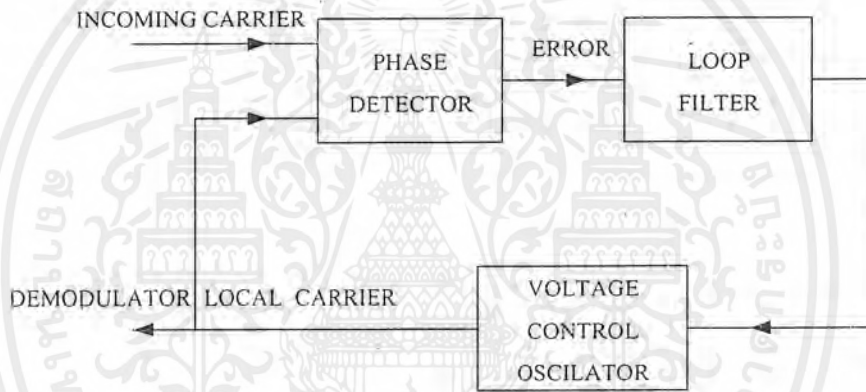 INCOMING CARRIER
PHASE
DETECTOR
ERROR
LOOP
FILTER
DEMODULATOR LOCAL CARRIER
VOLTAGE
CONTROL
OSCILATOR